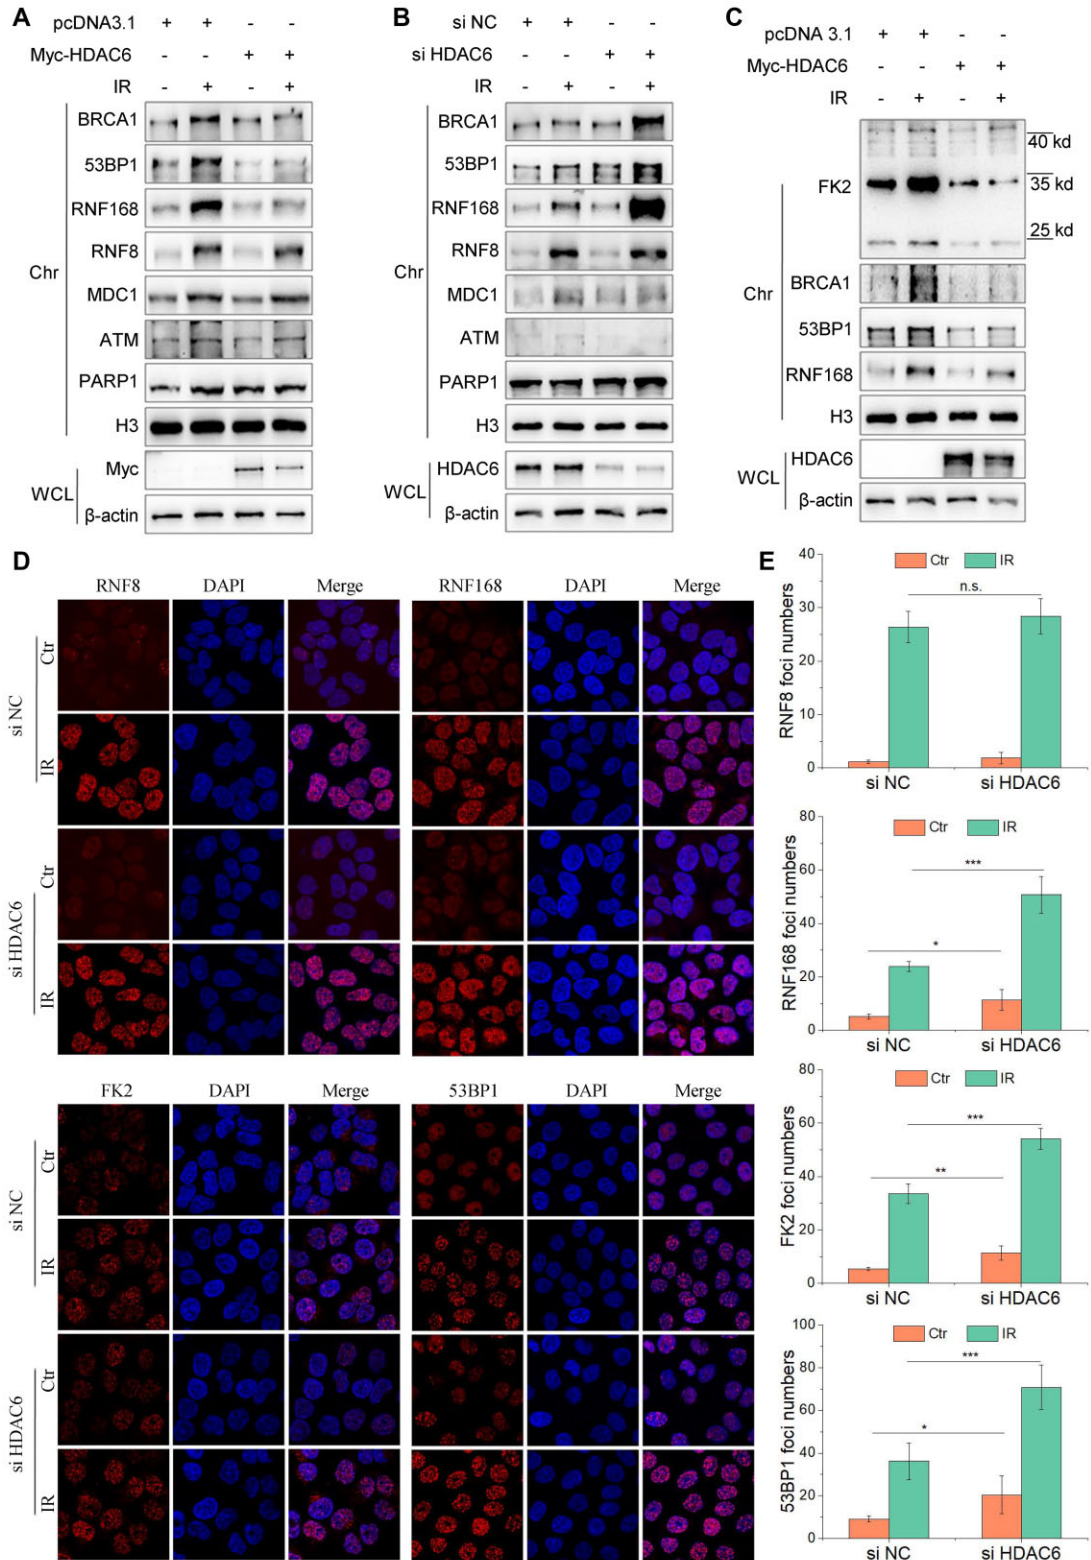 A
pcDNA3.1 + + - -
Myc-HDAC6 - - + +
IR - + - +
BRCA1
53BP1
RNF168
RNF8
MDC1
ATM
PARP1
H3
Chr
Myc
β-actin
WCL
B
si NC + + - -
si HDAC6 - - + +
IR - + - +
BRCA1
53BP1
RNF168
RNF8
MDC1
ATM
PARP1
H3
Chr
HDAC6
β-actin
WCL
C
pcDNA 3.1 + + - -
Myc-HDAC6 - - + +
IR - + - +
FK2
40 kd
35 kd
25 kd
BRCA1
53BP1
RNF168
H3
Chr
HDAC6
β-actin
WCL
D
RNF8 DAPI Merge RNF168 DAPI Merge
si NC
Ctr
IR
si HDAC6
Ctr
IR
FK2 DAPI Merge 53BP1 DAPI Merge
si NC
Ctr
IR
si HDAC6
Ctr
IR
E
Ctr IR
RNF8 foci numbers
40
30
20
10
0
n.s.
si NC si HDAC6
Ctr IR
RNF168 foci numbers
80
60
40
20
0
*
***
si NC si HDAC6
Ctr IR
FK2 foci numbers
80
60
40
20
0
**
***
si NC si HDAC6
Ctr IR
53BP1 foci numbers
100
80
60
40
20
0
*
***
si NC si HDAC6